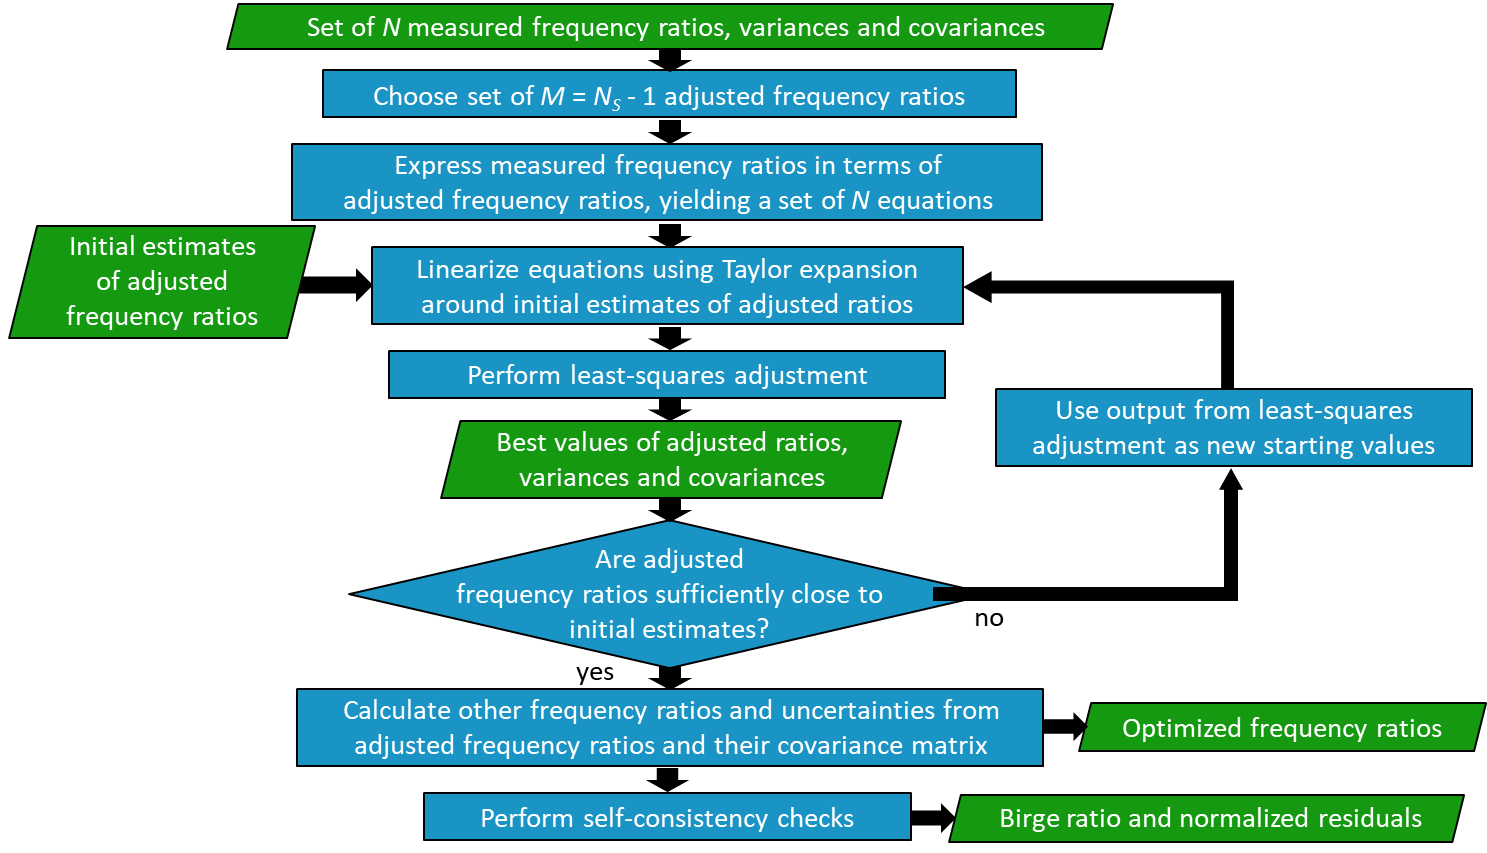 Set of N measured frequency ratios, variances and covariances
Choose set of M = NS - 1 adjusted frequency ratios
Express measured frequency ratios in terms of
adjusted frequency ratios, yielding a set of N equations
Initial estimates
of adjusted
frequency ratios
Linearize equations using Taylor expansion
around initial estimates of adjusted ratios
Perform least-squares adjustment
Use output from least-squares
adjustment as new starting values
Best values of adjusted ratios,
variances and covariances
Are adjusted
frequency ratios sufficiently close to
initial estimates?
no
yes
Calculate other frequency ratios and uncertainties from
adjusted frequency ratios and their covariance matrix
Optimized frequency ratios
Perform self-consistency checks
Birge ratio and normalized residuals